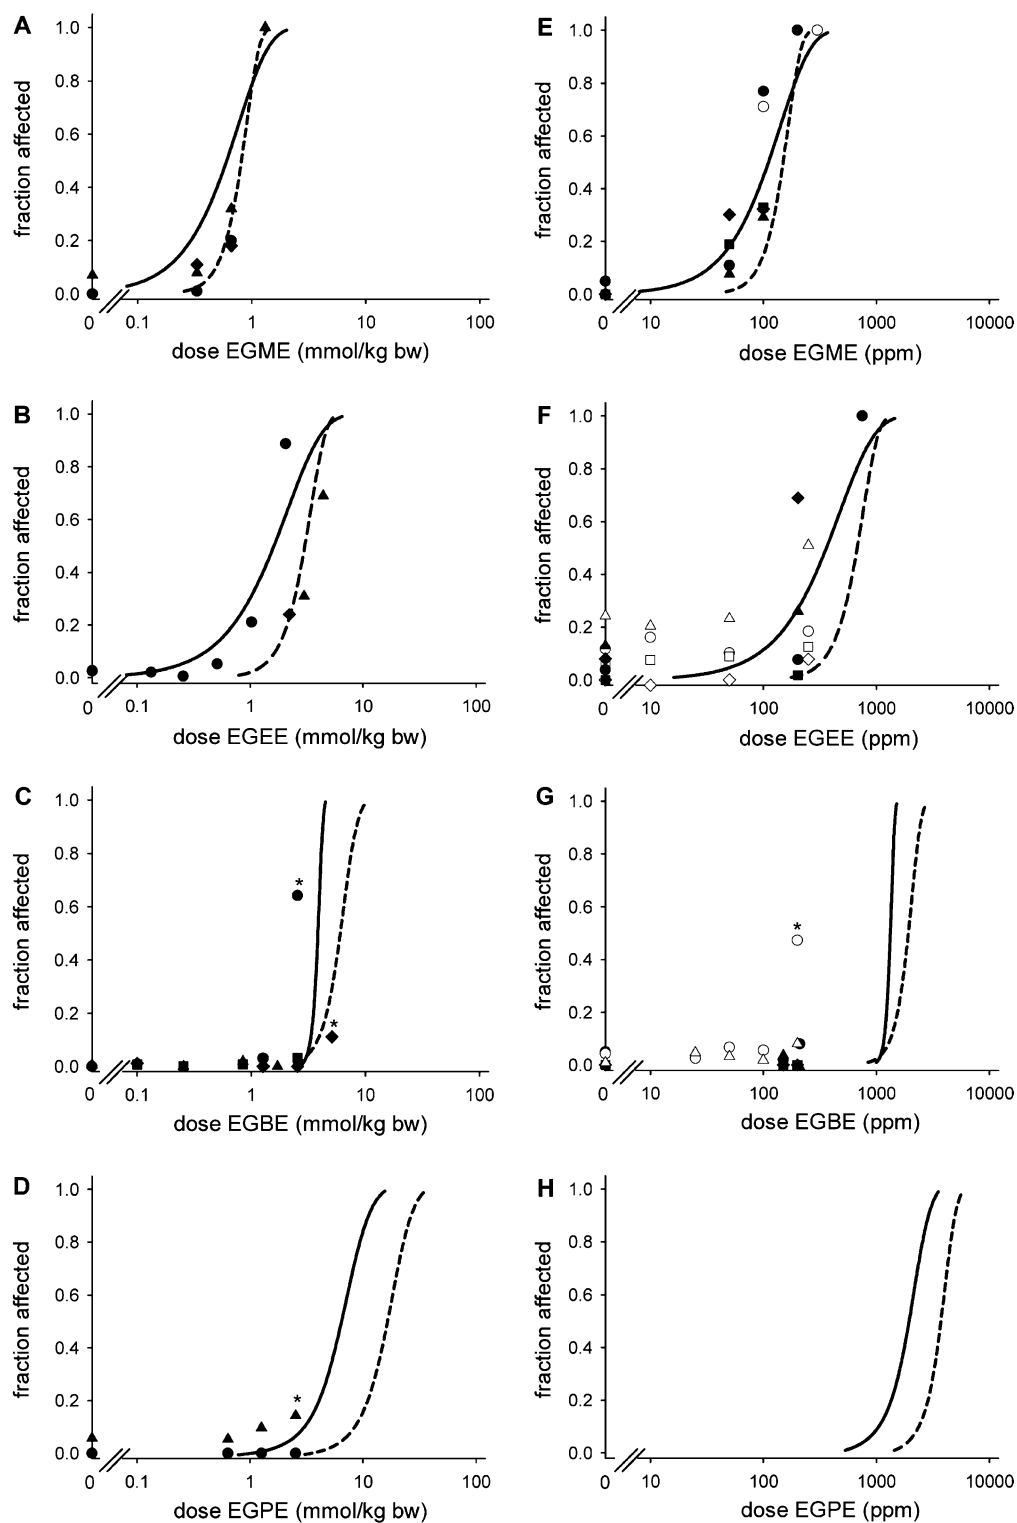 A
fraction affected
1.0
0.8
0.6
0.4
0.2
0.0
0 0.1 1 10 100
dose EGME (mmol/kg bw)
E
fraction affected
1.0
0.8
0.6
0.4
0.2
0.0
0 10 100 1000 10000
dose EGME (ppm)
B
fraction affected
1.0
0.8
0.6
0.4
0.2
0.0
0 0.1 1 10 100
dose EGEE (mmol/kg bw)
F
fraction affected
1.0
0.8
0.6
0.4
0.2
0.0
0 10 100 1000 10000
dose EGEE (ppm)
C
fraction affected
1.0
0.8
0.6
0.4
0.2
0.0
*
*
0 0.1 1 10 100
dose EGBE (mmol/kg bw)
G
fraction affected
1.0
0.8
0.6
0.4
0.2
0.0
*
0 10 100 1000 10000
dose EGBE (ppm)
D
fraction affected
1.0
0.8
0.6
0.4
0.2
0.0
*
0 0.1 1 10 100
dose EGPE (mmol/kg bw)
H
fraction affected
1.0
0.8
0.6
0.4
0.2
0.0
0 10 100 1000 10000
dose EGPE (ppm)